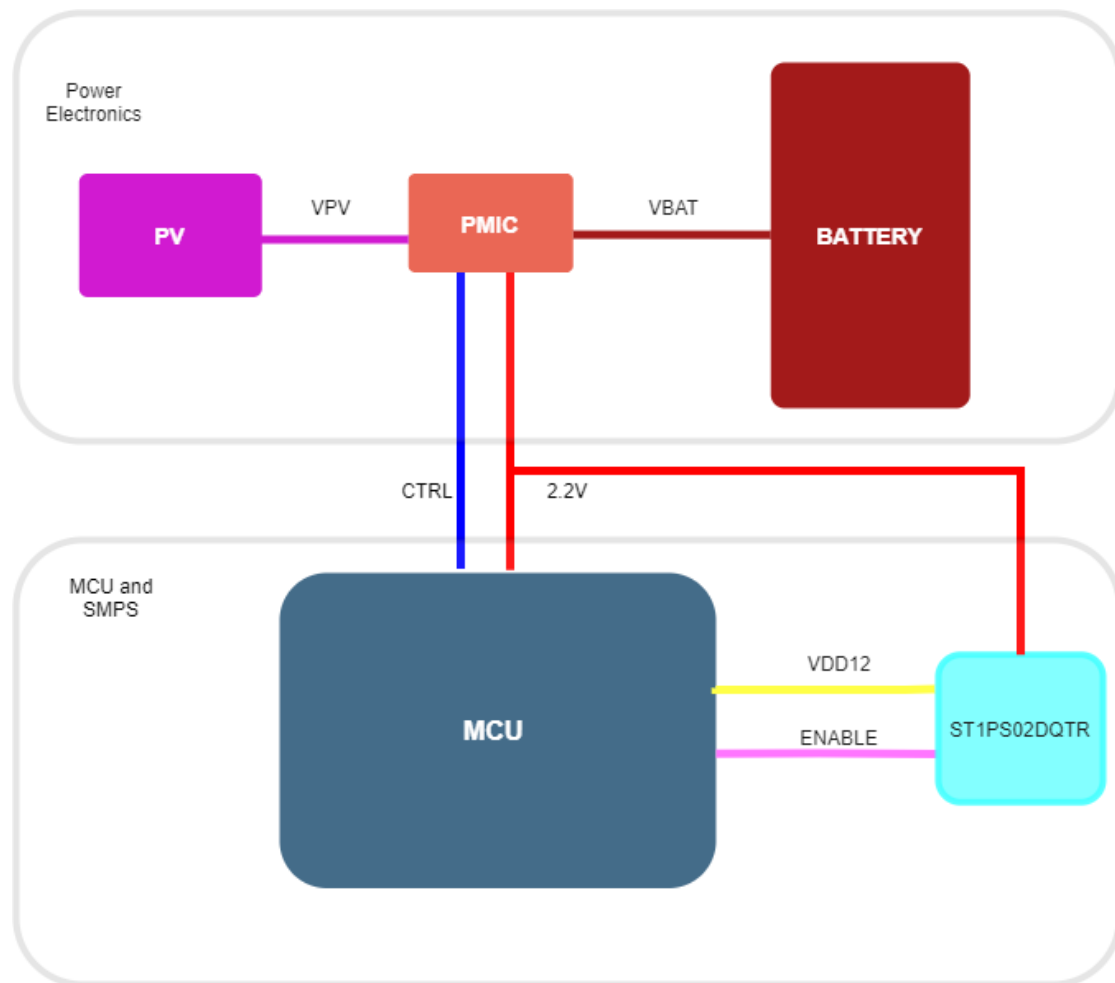 Power
Electronics
PV
VPV
PMIC
VBAT
BATTERY
CTRL
2.2V
MCU and
SMPS
MCU
VDD12
ENABLE
ST1PS02DQTR